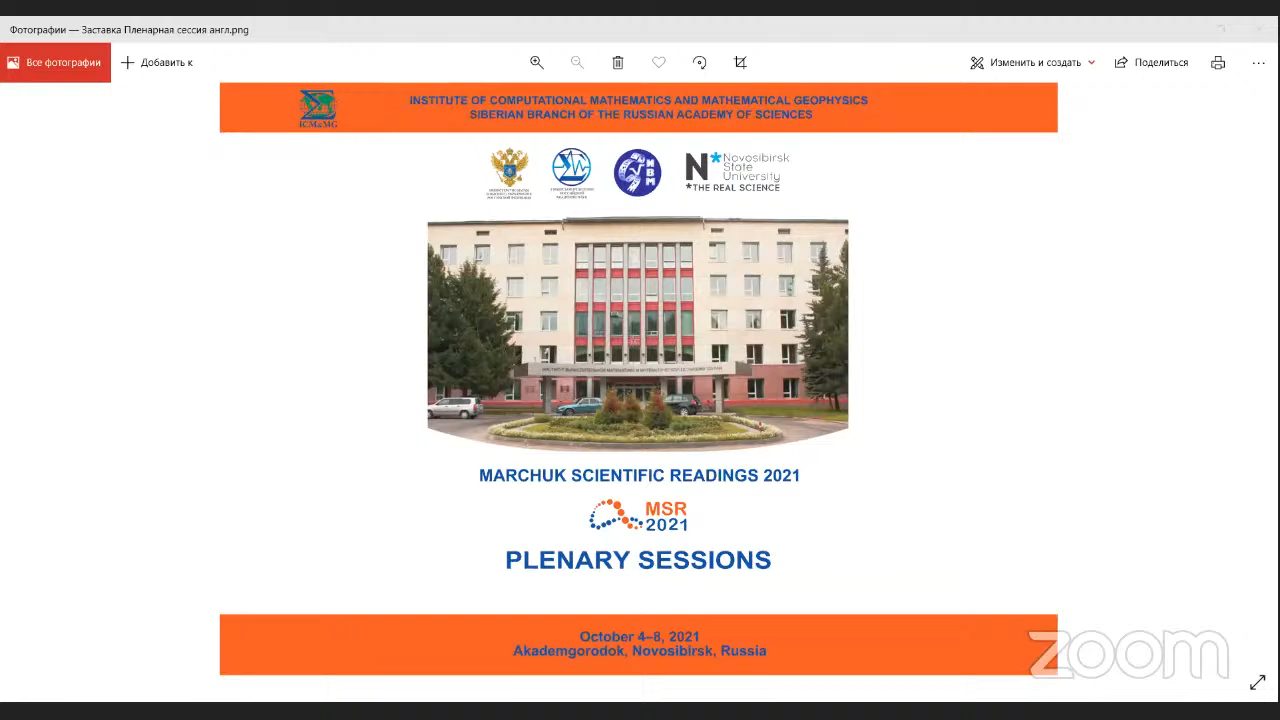 Фотографии — Заставка Пленарная сессия англ.png
Все фотографии
Добавить к
Изменить и создать
Поделиться
ICM&MG
INSTITUTE OF COMPUTATIONAL MATHEMATICS AND MATHEMATICAL GEOPHYSICS
SIBERIAN BRANCH OF THE RUSSIAN ACADEMY OF SCIENCES
ИВМ
N*Novosibirsk
State
University
*THE REAL SCIENCE
MARCHUK SCIENTIFIC READINGS 2021
MSR
2021
PLENARY SESSIONS
October 4–8, 2021
Akademgorodok, Novosibirsk, Russia
zoom